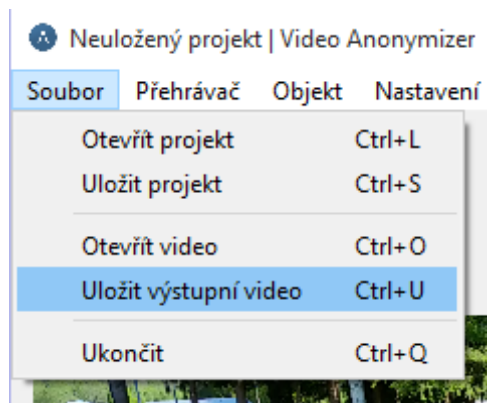 Neuložený projekt | Video Anonymizer
Soubor Přehrávač Objekt Nastavení
Otevřít projekt Ctrl+L
Uložit projekt Ctrl+S
Otevřít video Ctrl+O
Uložit výstupní video Ctrl+U
Ukončit Ctrl+Q